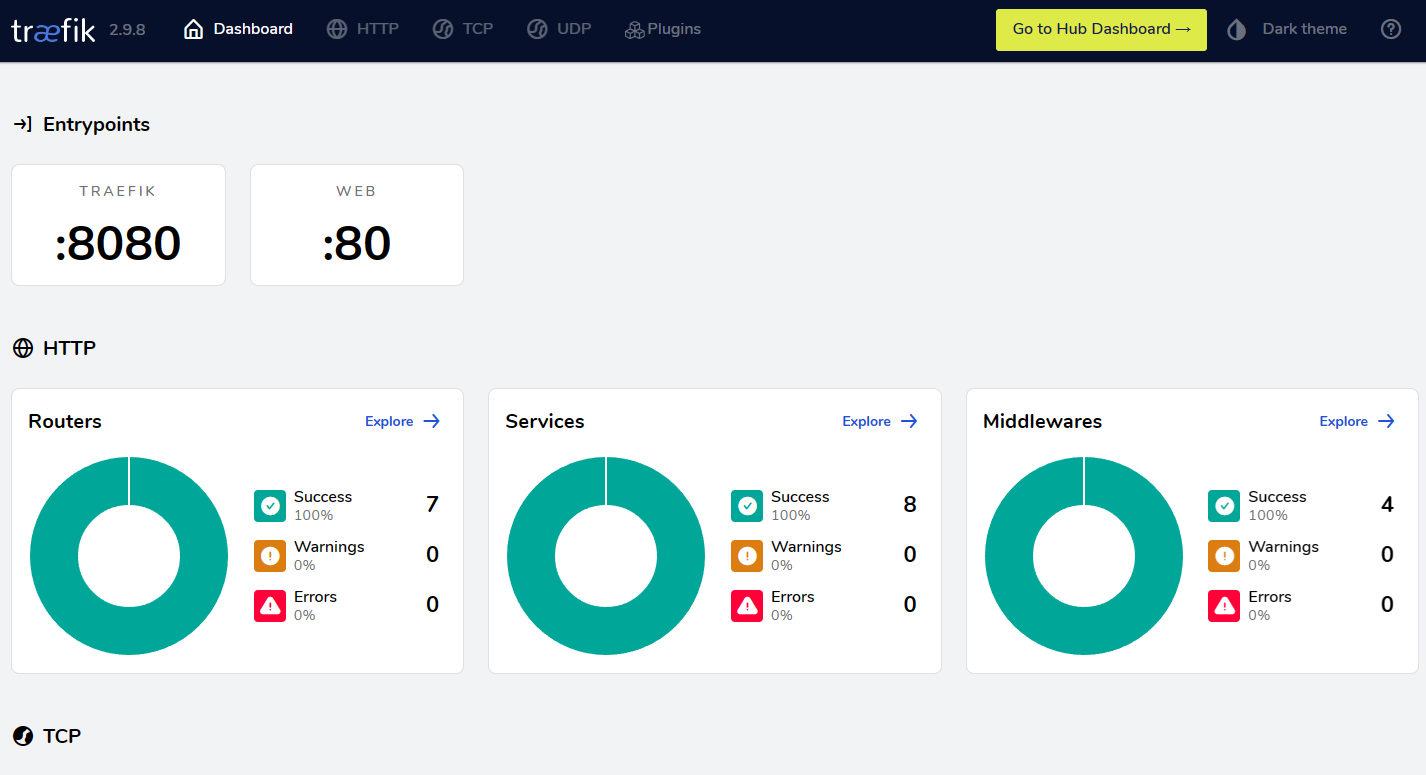 træfik 2.9.8 Dashboard HTTP TCP UDP Plugins Go to Hub Dashboard → Dark theme
Entrypoints
TRAEFIK
:8080
WEB
:80
HTTP
Routers Explore
Success 7
100%
Warnings 0
0%
Errors 0
0%
Services Explore
Success 8
100%
Warnings 0
0%
Errors 0
0%
Middlewares Explore
Success 4
100%
Warnings 0
0%
Errors 0
0%
TCP